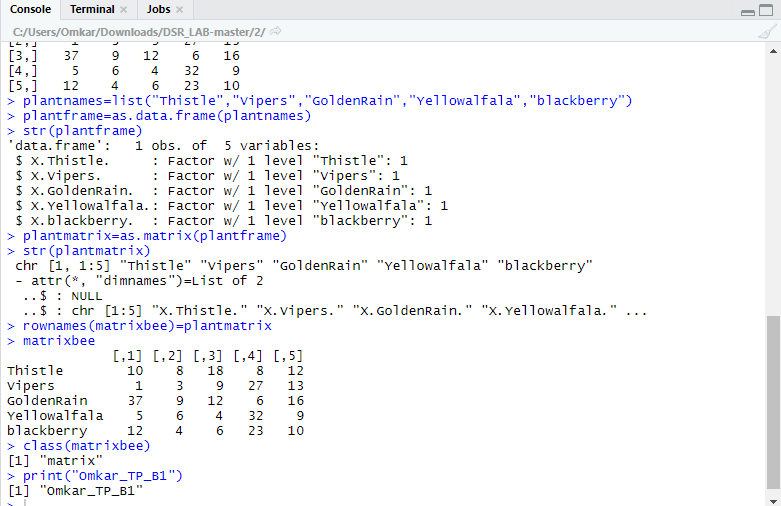 Console Terminal × Jobs ×
C:/Users/Omkar/Downloads/DSR_LAB-master/2/
[2,] 1 3 9 27 13
[3,] 37 9 12 6 16
[4,] 5 6 4 32 9
[5,] 12 4 6 23 10
> plantnames=list("Thistle","Vipers","GoldenRain","Yellowalfala","blackberry")
> plantframe=as.data.frame(plantnames)
> str(plantframe)
'data.frame': 1 obs. of 5 variables:
$ X.Thistle. : Factor w/ 1 level "Thistle": 1
$ X.Vipers. : Factor w/ 1 level "Vipers": 1
$ X.GoldenRain. : Factor w/ 1 level "GoldenRain": 1
$ X.Yellowalfala.: Factor w/ 1 level "Yellowalfala": 1
$ X.blackberry. : Factor w/ 1 level "blackberry": 1
> plantmatrix=as.matrix(plantframe)
> str(plantmatrix)
chr [1, 1:5] "Thistle" "Vipers" "GoldenRain" "Yellowalfala" "blackberry"
- attr(*, "dimnames")=List of 2
..$ : NULL
..$ : chr [1:5] "X.Thistle." "X.Vipers." "X.GoldenRain." "X.Yellowalfala." ...
> rownames(matrixbee)=plantmatrix
> matrixbee
[,1] [,2] [,3] [,4] [,5]
Thistle 10 8 18 8 12
Vipers 1 3 9 27 13
GoldenRain 37 9 12 6 16
Yellowalfala 5 6 4 32 9
blackberry 12 4 6 23 10
> class(matrixbee)
[1] "matrix"
> print("Omkar_TP_B1")
[1] "Omkar_TP_B1"
>